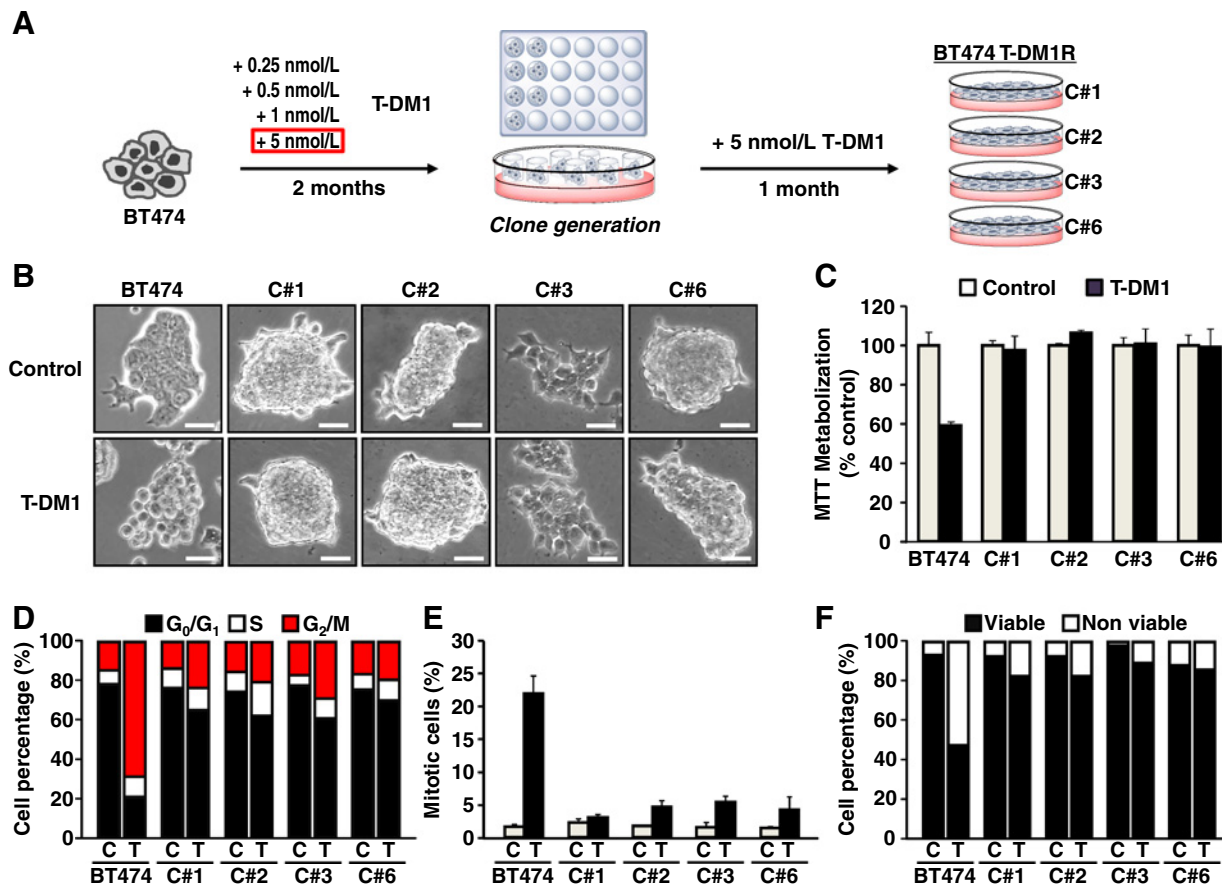 A
+ 0.25 nmol/L
+ 0.5 nmol/L
+ 1 nmol/L
+ 5 nmol/L
T-DM1
2 months
BT474
Clone generation
+ 5 nmol/L T-DM1
1 month
BT474 T-DM1R
C#1
C#2
C#3
C#6
B
BT474 C#1 C#2 C#3 C#6
Control
T-DM1
C
Control T-DM1
MTT Metabolization
(% control)
120
100
80
60
40
20
0
BT474 C#1 C#2 C#3 C#6
D
G0/G1 S G2/M
Cell percentage (%)
100
80
60
40
20
0
C T C T C T C T C T
BT474 C#1 C#2 C#3 C#6
E
Mitotic cells (%)
30
25
20
15
10
5
0
C T C T C T C T C T
BT474 C#1 C#2 C#3 C#6
F
Viable Non viable
Cell percentage (%)
100
80
60
40
20
0
C T C T C T C T C T
BT474 C#1 C#2 C#3 C#6